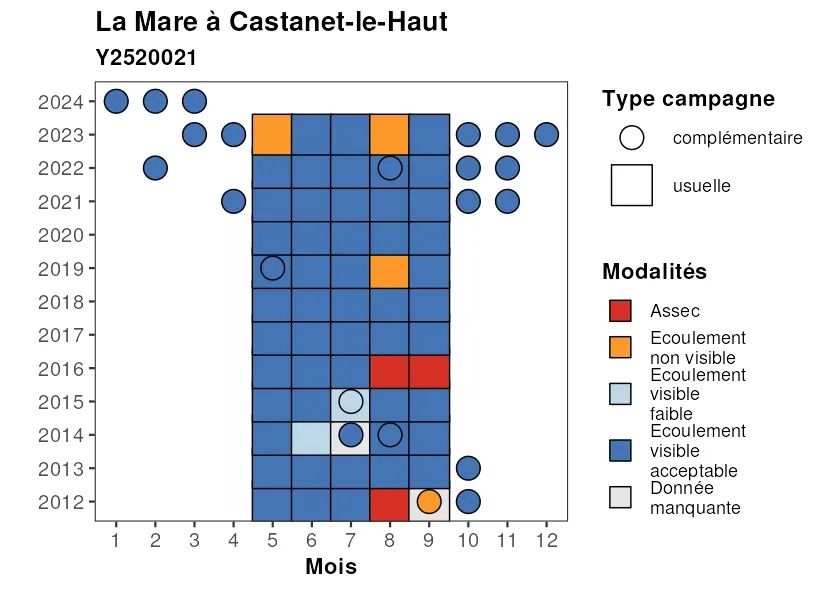 La Mare à Castanet-le-Haut
Y2520021
2024
2023
2022
2021
2020
2019
2018
2017
2016
2015
2014
2013
2012
1 2 3 4 5 6 7 8 9 10 11 12
Mois
Type campagne
complémentaire
usuelle
Modalités
Assec
Ecoulement
non visible
Ecoulement
visible
faible
Ecoulement
visible
acceptable
Donnée
manquante